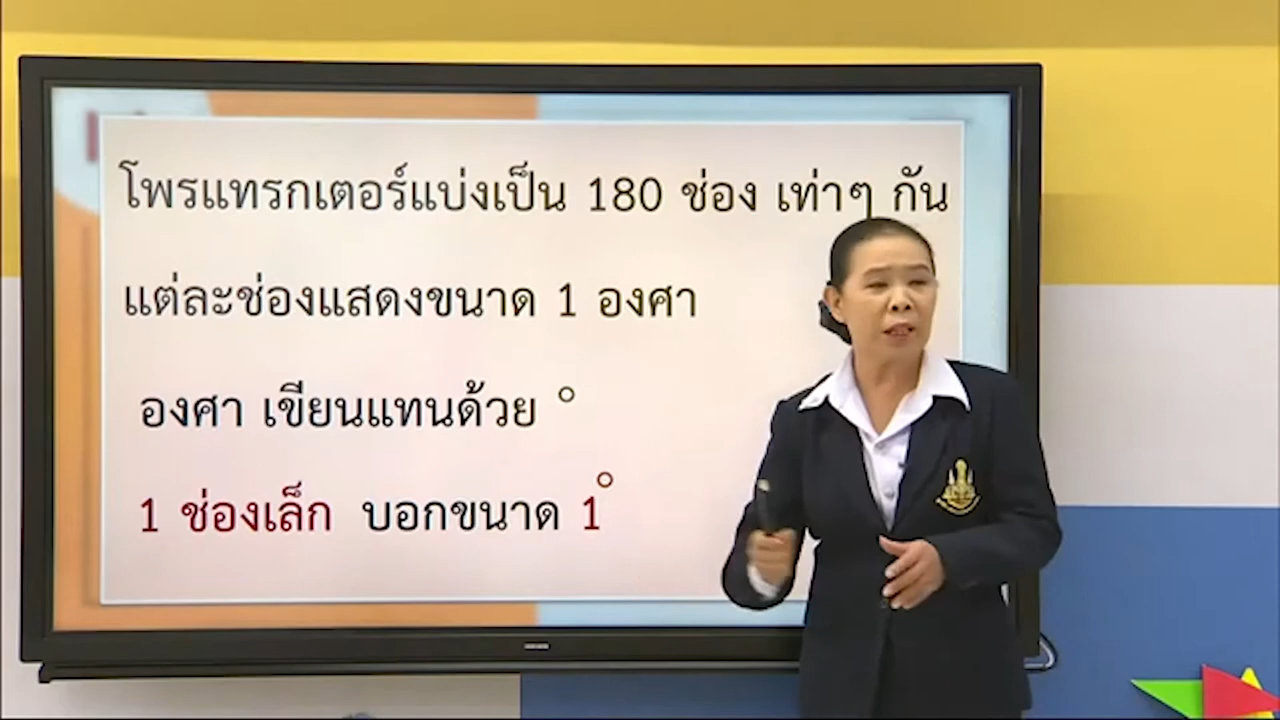 โพรแทรกเตอร์แบ่งเป็น 180 ช่อง เท่าๆ กัน
แต่ละช่องแสดงขนาด 1 องศา
องศา เขียนแทนด้วย °
1 ช่องเล็ก บอกขนาด 1°